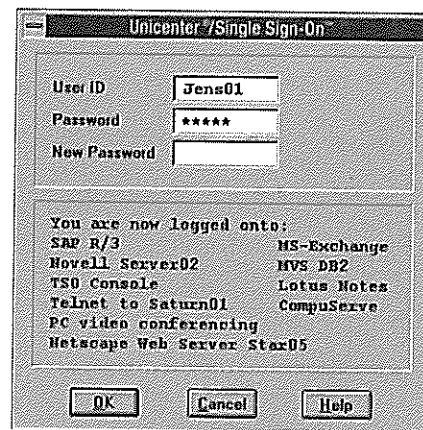 Unicenter™/Single Sign-On
User ID Jens01
Password *****
New Password
You are now logged onto:
SAP R/3 MS-Exchange
Novell Server02 MVS DB2
TSO Console Lotus Notes
Telnet to Saturn01 CompuServe
PC video conferencing
Netscape Web Server Star05
OK Cancel Help